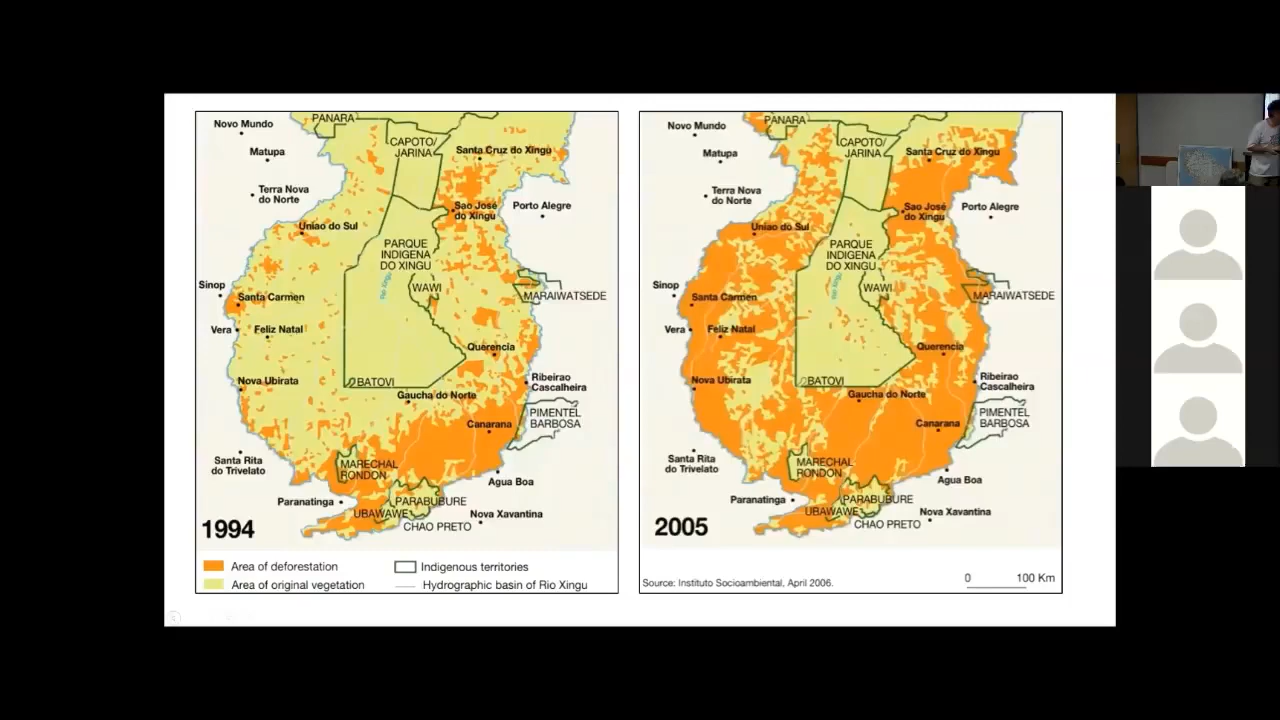 PANARA
Novo Mundo
CAPOTO/
JARINA
Matupa
Santa Cruz do Xingu
Terra Nova
do Norte
Sao José
do Xingu
Porto Alegre
Uniao do Sul
PARQUE
INDIGENA
DO XINGU
Sinop
Rio Xingu
WAWI
MARAIWATSEDE
Santa Carmen
Vera
Feliz Natal
Querencia
Nova Ubirata
BATOVI
Ribeirao
Cascalheira
Gaucha do Norte
PIMENTEL
BARBOSA
Canarana
Santa Rita
do Trivelato
MARECHAL
RONDON
Agua Boa
Paranatinga
PARABUBURE
UBAWAWE
Nova Xavantina
CHAO PRETO
1994
Area of deforestation
Indigenous territories
Area of original vegetation
Hydrographic basin of Rio Xingu
PANARA
Novo Mundo
CAPOTO/
JARINA
Matupa
Santa Cruz do Xingu
Terra Nova
do Norte
Sao José
do Xingu
Porto Alegre
Uniao do Sul
PARQUE
INDIGENA
DO XINGU
Sinop
Rio Xingu
WAWI
MARAIWATSEDE
Santa Carmen
Vera
Feliz Natal
Querencia
Nova Ubirata
BATOVI
Ribeirao
Cascalheira
Gaucha do Norte
PIMENTEL
BARBOSA
Canarana
Santa Rita
do Trivelato
MARECHAL
RONDON
Agua Boa
Paranatinga
PARABUBURE
UBAWAWE
Nova Xavantina
CHAO PRETO
2005
Source: Instituto Socioambiental, April 2006.
0 100 Km